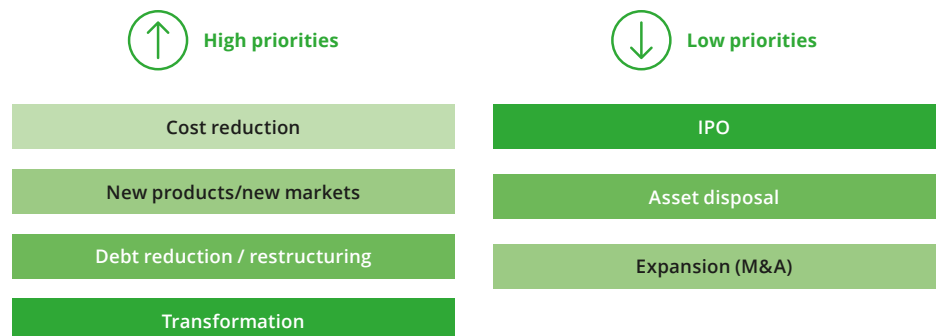 High priorities
Cost reduction
New products/new markets
Debt reduction / restructuring
Transformation
Low priorities
IPO
Asset disposal
Expansion (M&A)